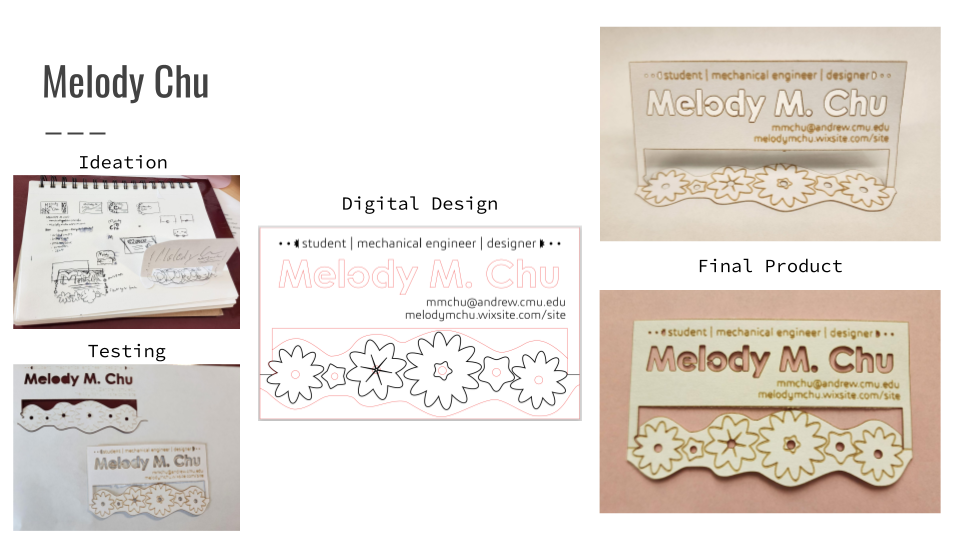 Melody Chu
Ideation
Testing
Melody M. Chu
Melody M. Chu
Digital Design
student | mechanical engineer | designer
Melody M. Chu
mmchu@andrew.cmu.edu
melodymchu.wixsite.com/site
student | mechanical engineer | designer
Melody M. Chu
mmchu@andrew.cmu.edu
melodymchu.wixsite.com/site
Final Product
student | mechanical engineer | designer
Melody M. Chu
mmchu@andrew.cmu.edu
melodymchu.wixsite.com/site